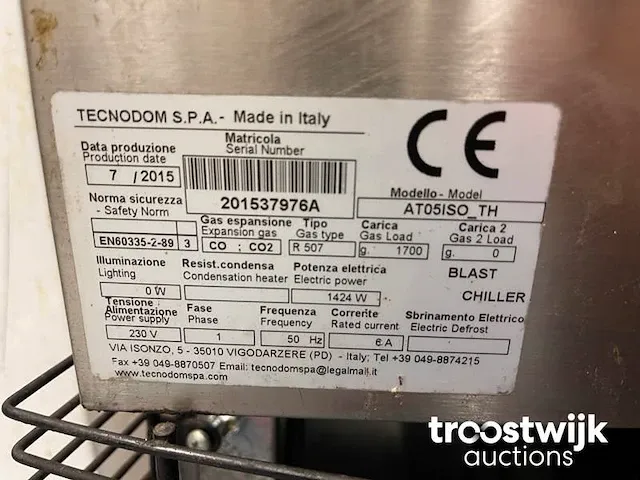 TECNODOM S.P.A.- Made in Italy
CE
Data produzione
Production date
7 / 2015
Matricola
Serial Number
201537976A
Modello - Model
AT05ISO_TH
Norma sicurezza
- Safety Norm
EN60335-2-89 3
Gas espansione
Expansion gas
CO : CO2
Tipo
Gas type
R 507
Carica
Gas Load
g. 1700
Carica 2
Gas 2 Load
g. 0
Illuminazione
Lighting
0 W
Resist.condensa
Condensation heater
Potenza elettrica
Electric power
1424 W
BLAST
CHILLER
Tensione
Alimentazione
Power supply
230 V
Fase
Phase
1
Frequenza
Frequency
50 Hz
Corrente
Rated current
6 A
Sbrinamento Elettrico
Electric Defrost
VIA ISONZO, 5 - 35010 VIGODARZERE (PD) - Italy; Tel +39 049-8874215
Fax +39 049-8870507 Email: tecnodomspa@legalmail.it
www.tecnodomspa.com
troostwijk
auctions